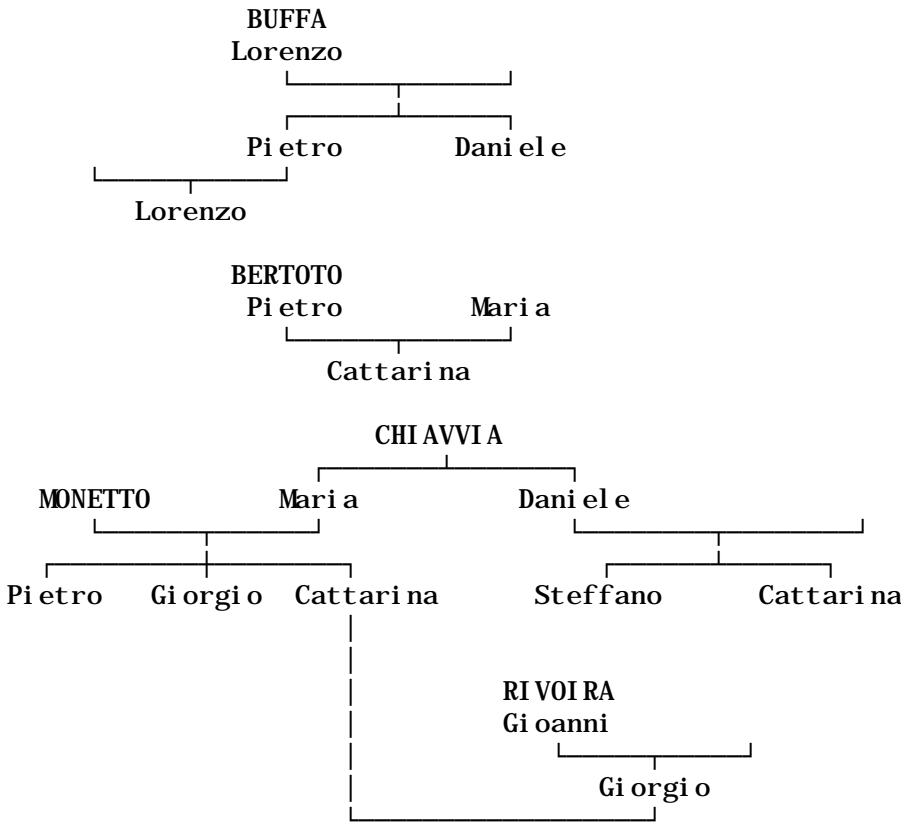 BUFFA
Lorenzo
Pietro Daniele
Lorenzo
BERTOTO
Pietro Maria
Cattarina
CHIAVVIA
MONETTO Maria Daniele
Pietro Giorgio Cattarina Steffano Cattarina
RIVOIRA
Gioanni
Giorgio